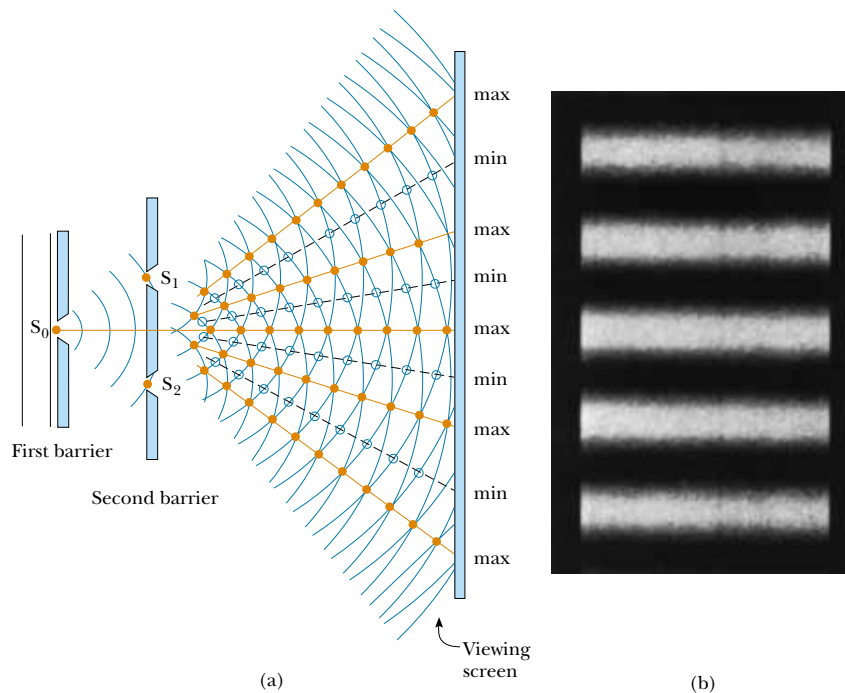 max
min
max
S1
min
S0
max
S2
min
First barrier
max
Second barrier
min
max
Viewing
screen
(a)
(b)